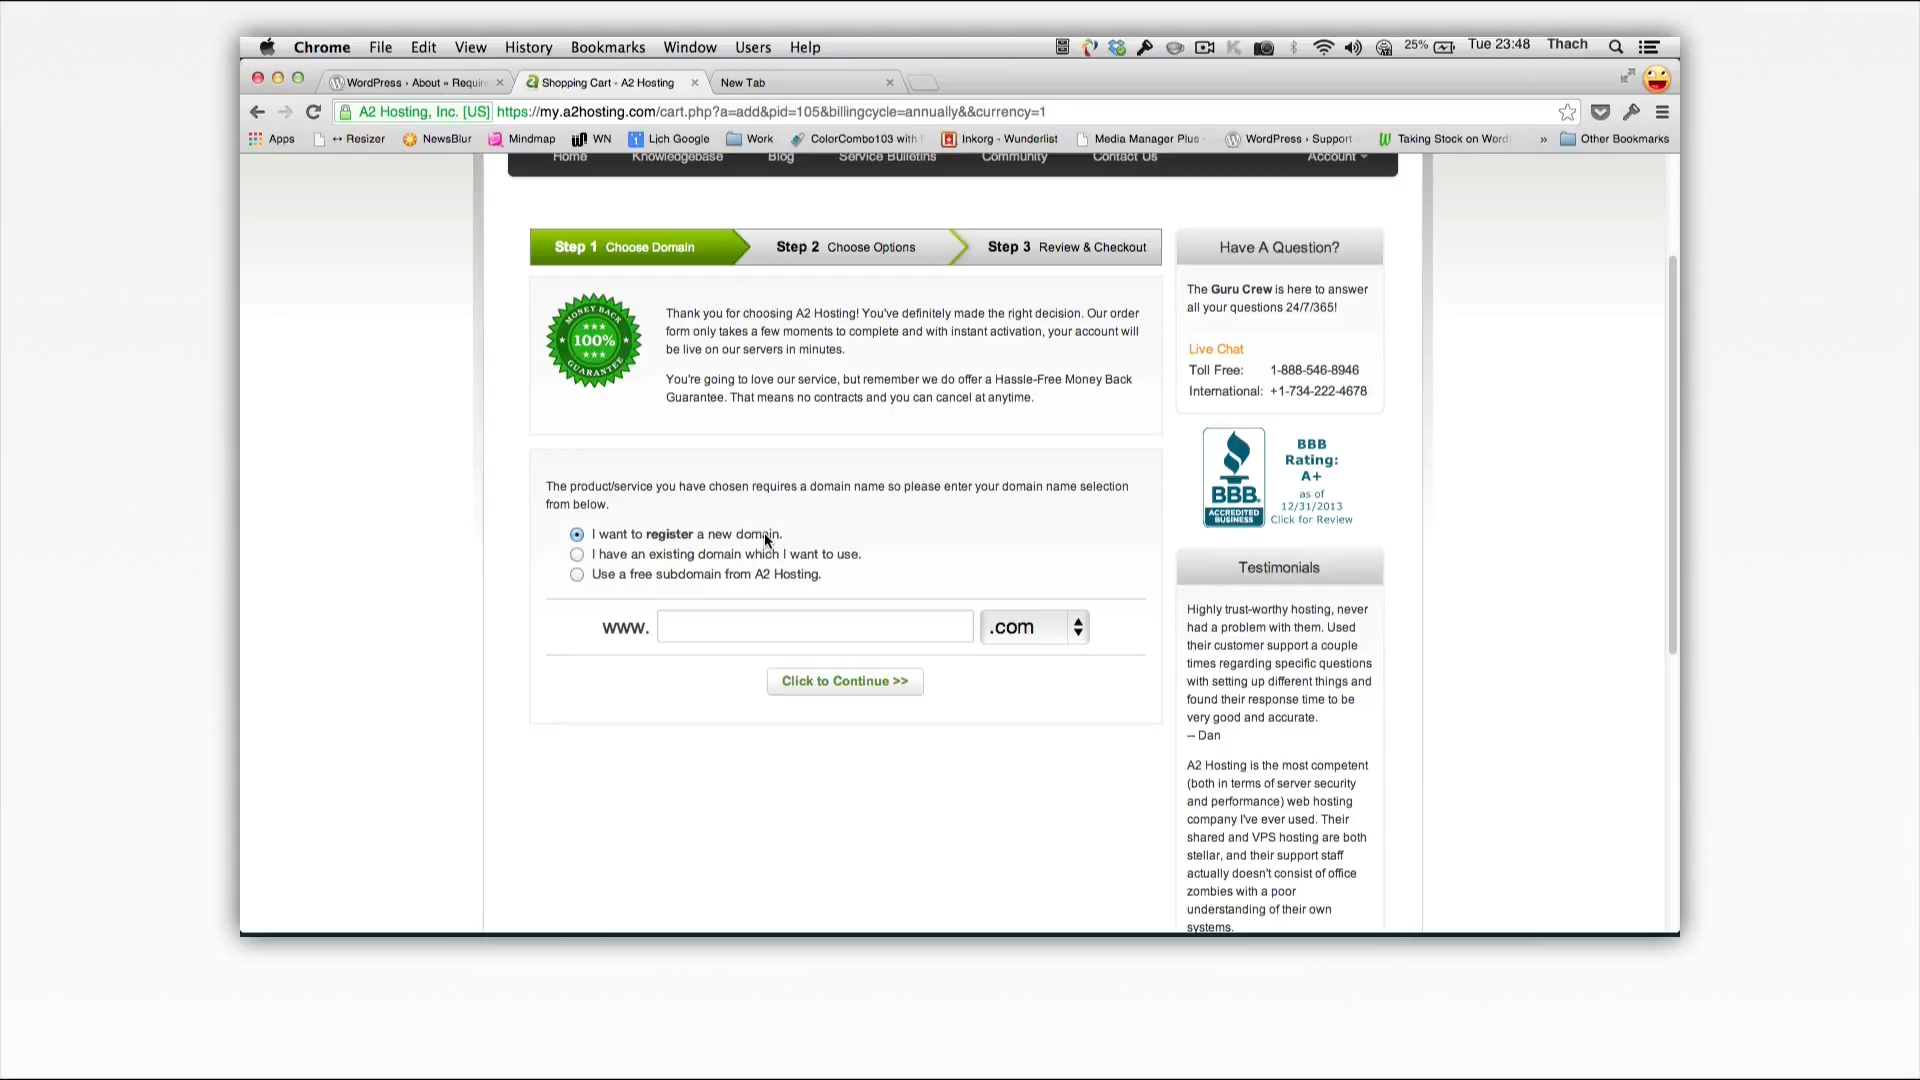 Chrome File Edit View History Bookmarks Window Users Help 25% Tue 23:48 Thach
WordPress › About » Requir Shopping Cart - A2 Hosting New Tab
A2 Hosting, Inc. [US] https://my.a2hosting.com/cart.php?a=add&pid=105&billingcycle=annually&&currency=1
Apps ↔ Resizer NewsBlur Mindmap WN Lịch Google Work ColorCombo103 with Inkorg - Wunderlist Media Manager Plus WordPress › Support Taking Stock on Word » Other Bookmarks
Home Knowledgebase Blog Service Bulletins Community Contact Us Account
Step 1 Choose Domain Step 2 Choose Options Step 3 Review & Checkout
MONEY BACK
100%
GUARANTEE
Thank you for choosing A2 Hosting! You've definitely made the right decision. Our order
form only takes a few moments to complete and with instant activation, your account will
be live on our servers in minutes.
You're going to love our service, but remember we do offer a Hassle-Free Money Back
Guarantee. That means no contracts and you can cancel at anytime.
The product/service you have chosen requires a domain name so please enter your domain name selection
from below.
I want to register a new domain.
I have an existing domain which I want to use.
Use a free subdomain from A2 Hosting.
www. .com
Click to Continue >>
Have A Question?
The Guru Crew is here to answer
all your questions 24/7/365!
Live Chat
Toll Free: 1-888-546-8946
International: +1-734-222-4678
BBB.
ACCREDITED
BUSINESS
BBB
Rating:
A+
as of
12/31/2013
Click for Review
Testimonials
Highly trust-worthy hosting, never
had a problem with them. Used
their customer support a couple
times regarding specific questions
with setting up different things and
found their response time to be
very good and accurate.
-- Dan
A2 Hosting is the most competent
(both in terms of server security
and performance) web hosting
company I've ever used. Their
shared and VPS hosting are both
stellar, and their support staff
actually doesn't consist of office
zombies with a poor
understanding of their own
systems.